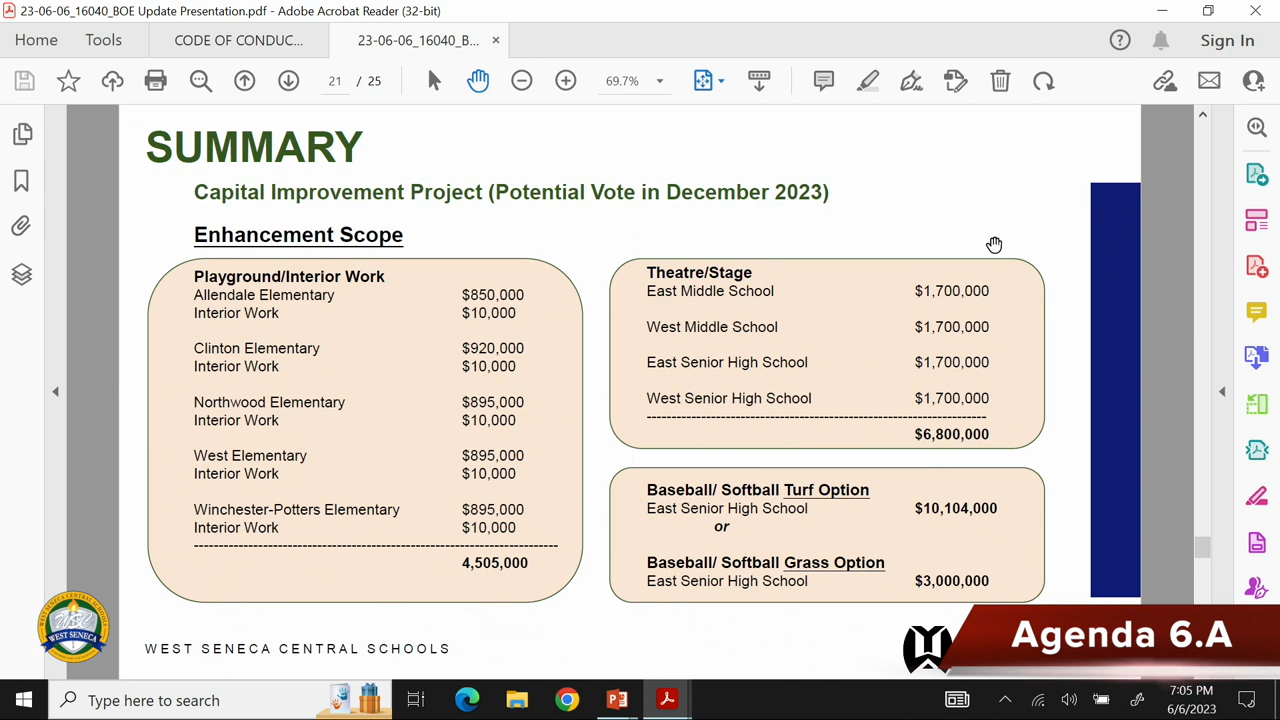 23-06-06_16040_BOE Update Presentation.pdf - Adobe Acrobat Reader (32-bit)
Home Tools CODE OF CONDUC... 23-06-06_16040_B... × Sign In
21 / 25 69.7%
SUMMARY
Capital Improvement Project (Potential Vote in December 2023)
Enhancement Scope
Playground/Interior Work
Allendale Elementary $850,000
Interior Work $10,000
Clinton Elementary $920,000
Interior Work $10,000
Northwood Elementary $895,000
Interior Work $10,000
West Elementary $895,000
Interior Work $10,000
Winchester-Potters Elementary $895,000
Interior Work $10,000
4,505,000
Theatre/Stage
East Middle School $1,700,000
West Middle School $1,700,000
East Senior High School $1,700,000
West Senior High School $1,700,000
$6,800,000
Baseball/ Softball Turf Option
East Senior High School $10,104,000
or
Baseball/ Softball Grass Option
East Senior High School $3,000,000
WEST SENECA
WEST SENECA CENTRAL SCHOOLS
Agenda 6.A
Type here to search
7:05 PM
6/6/2023